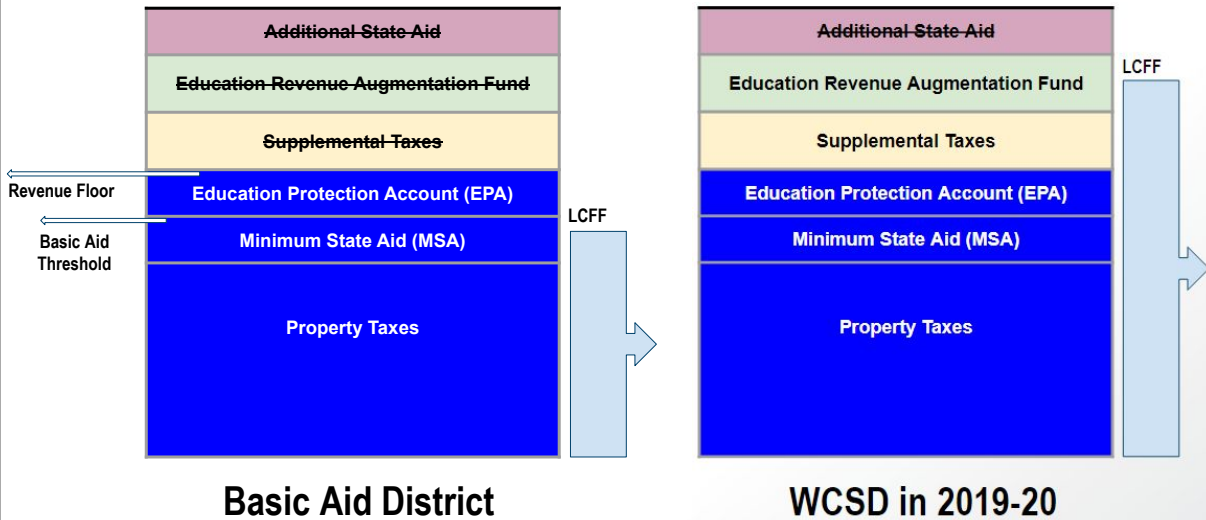 Additional State Aid
Education Revenue Augmentation Fund
Supplemental Taxes
Revenue Floor
Education Protection Account (EPA)
Basic Aid
Threshold
Minimum State Aid (MSA)
LCFF
Property Taxes
Basic Aid District
Additional State Aid
LCFF
Education Revenue Augmentation Fund
Supplemental Taxes
Education Protection Account (EPA)
Minimum State Aid (MSA)
Property Taxes
WCSD in 2019-20